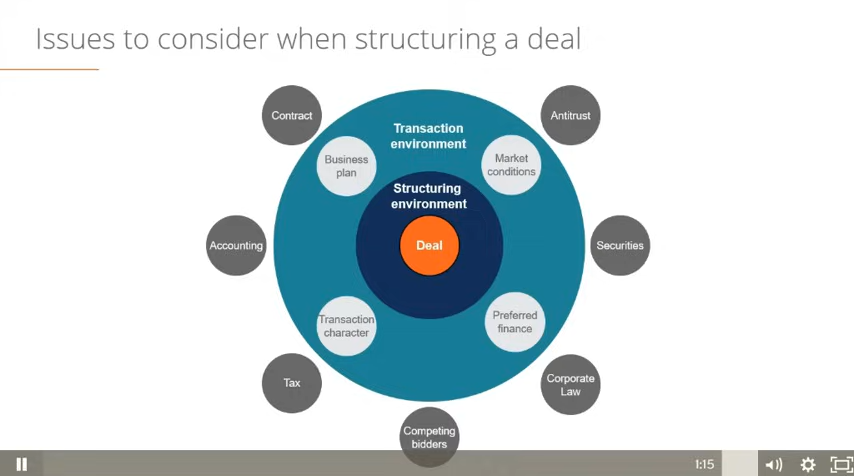 Issues to consider when structuring a deal
Contract
Antitrust
Transaction
environment
Business
plan
Market
conditions
Structuring
environment
Accounting
Deal
Securities
Transaction
character
Preferred
finance
Tax
Corporate
Law
Competing
bidders
1:15